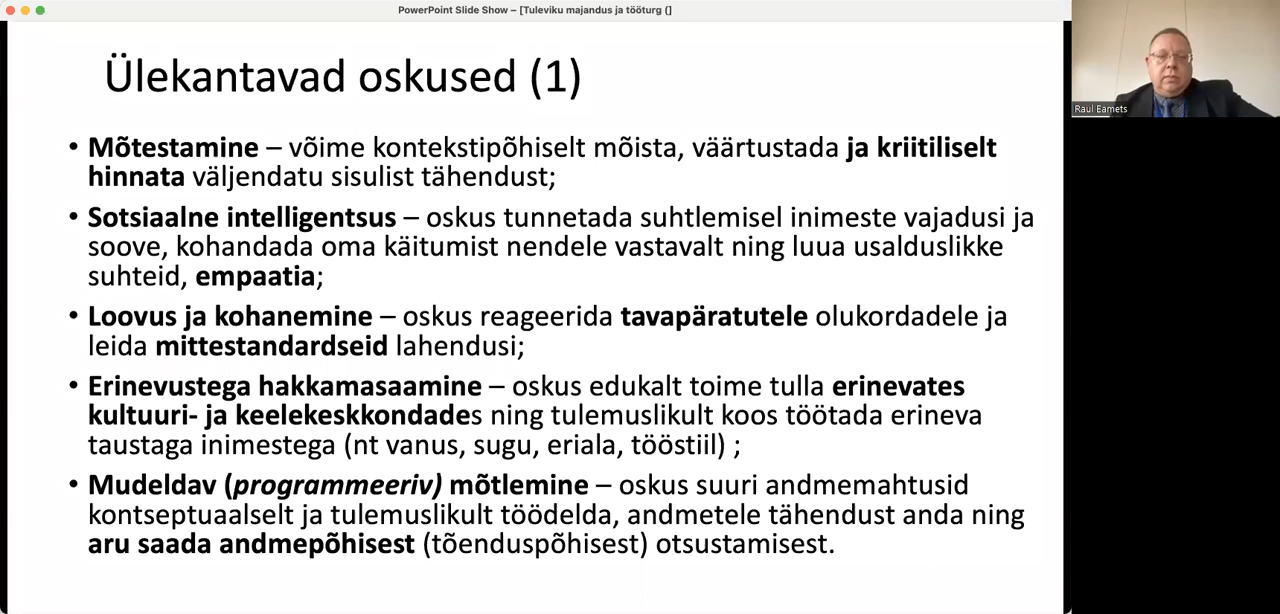 PowerPoint Slide Show – [Tuleviku majandus ja tööturg (]
Ülekantavad oskused (1)
• Mõtestamine – võime kontekstipõhiselt mõista, väärtustada ja kriitiliselt
hinnata väljendatu sisulist tähendust;
• Sotsiaalne intelligentsus – oskus tunnetada suhtlemisel inimeste vajadusi ja
soove, kohandada oma käitumist nendele vastavalt ning luua usalduslikke
suhteid, empaatia;
• Loovus ja kohanemine – oskus reageerida tavapäratutele olukordadele ja
leida mittestandardseid lahendusi;
• Erinevustega hakkamasaamine – oskus edukalt toime tulla erinevates
kultuuri- ja keelekeskkondades ning tulemuslikult koos töötada erineva
taustaga inimestega (nt vanus, sugu, eriala, tööstiil) ;
• Mudeldav (programmeeriv) mõtlemine – oskus suuri andmemahtusid
kontseptuaalselt ja tulemuslikult töödelda, andmetele tähendust anda ning
aru saada andmepõhisest (tõenduspõhisest) otsustamisest.
Raul Eamets